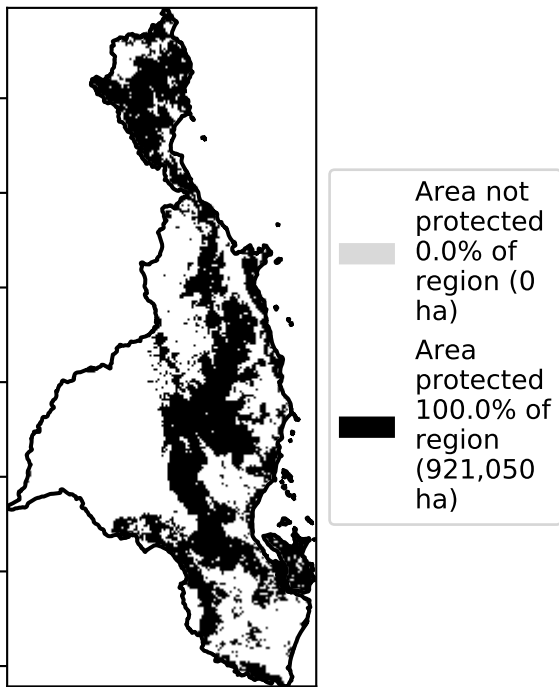 Area not
protected
0.0% of
region (0
ha)
Area
protected
100.0% of
region
(921,050
ha)